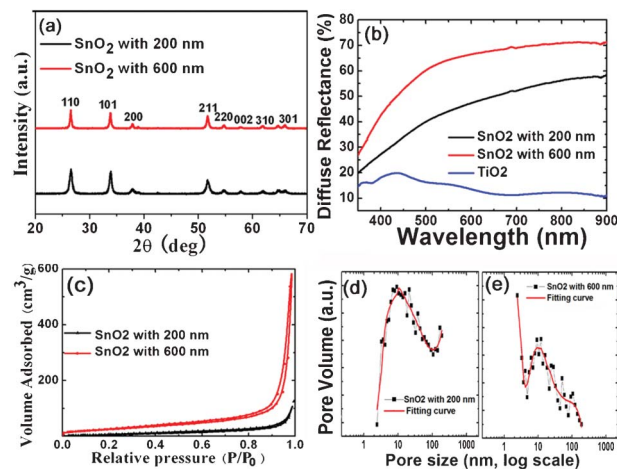 (a)
SnO2 with 200 nm
SnO2 with 600 nm
110 101 200 211 220 002 310 301
Intensity (a.u.)
20 30 40 50 60 70
2θ (deg)
(b)
Diffuse Reflectance (%)
80
70
60
50
40
30
20
10
SnO2 with 200 nm
SnO2 with 600 nm
TiO2
400 500 600 700 800 900
Wavelength (nm)
(c)
Volume Adsorbed (cm3/g)
600
500
400
300
200
100
SnO2 with 200 nm
SnO2 with 600 nm
0.0 0.2 0.4 0.6 0.8 1.0
Relative pressure (P/P0)
(d)
Pore Volume (a.u.)
SnO2 with 200 nm
Fitting curve
1 10 100
(e)
SnO2 with 600 nm
Fitting curve
1 10 100
Pore size (nm, log scale)